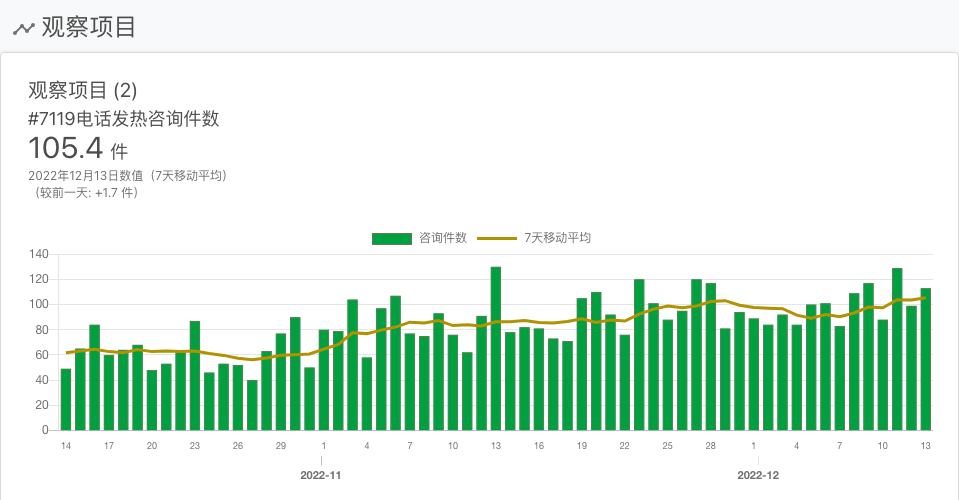 观察项目
观察项目 (2)
#7119电话发热咨询件数
105.4 件
2022年12月13日数值（7天移动平均）
（较前一天: +1.7 件）
咨询件数 7天移动平均
140
120
100
80
60
40
20
0
14 17 20 23 26 29 1 4 7 10 13 16 19 22 25 28 1 4 7 10 13
2022-11 2022-12